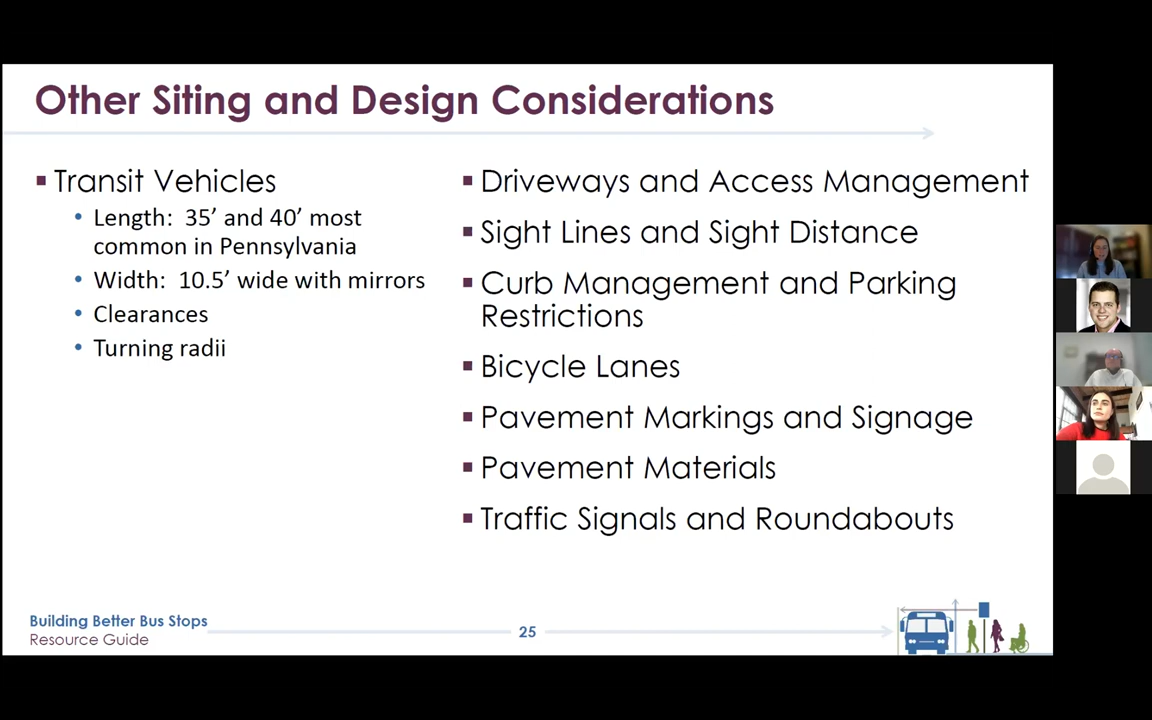 Other Siting and Design Considerations
▪ Transit Vehicles
• Length: 35’ and 40’ most
common in Pennsylvania
• Width: 10.5’ wide with mirrors
• Clearances
• Turning radii
▪ Driveways and Access Management
▪ Sight Lines and Sight Distance
▪ Curb Management and Parking
Restrictions
▪ Bicycle Lanes
▪ Pavement Markings and Signage
▪ Pavement Materials
▪ Traffic Signals and Roundabouts
Building Better Bus Stops
Resource Guide
25